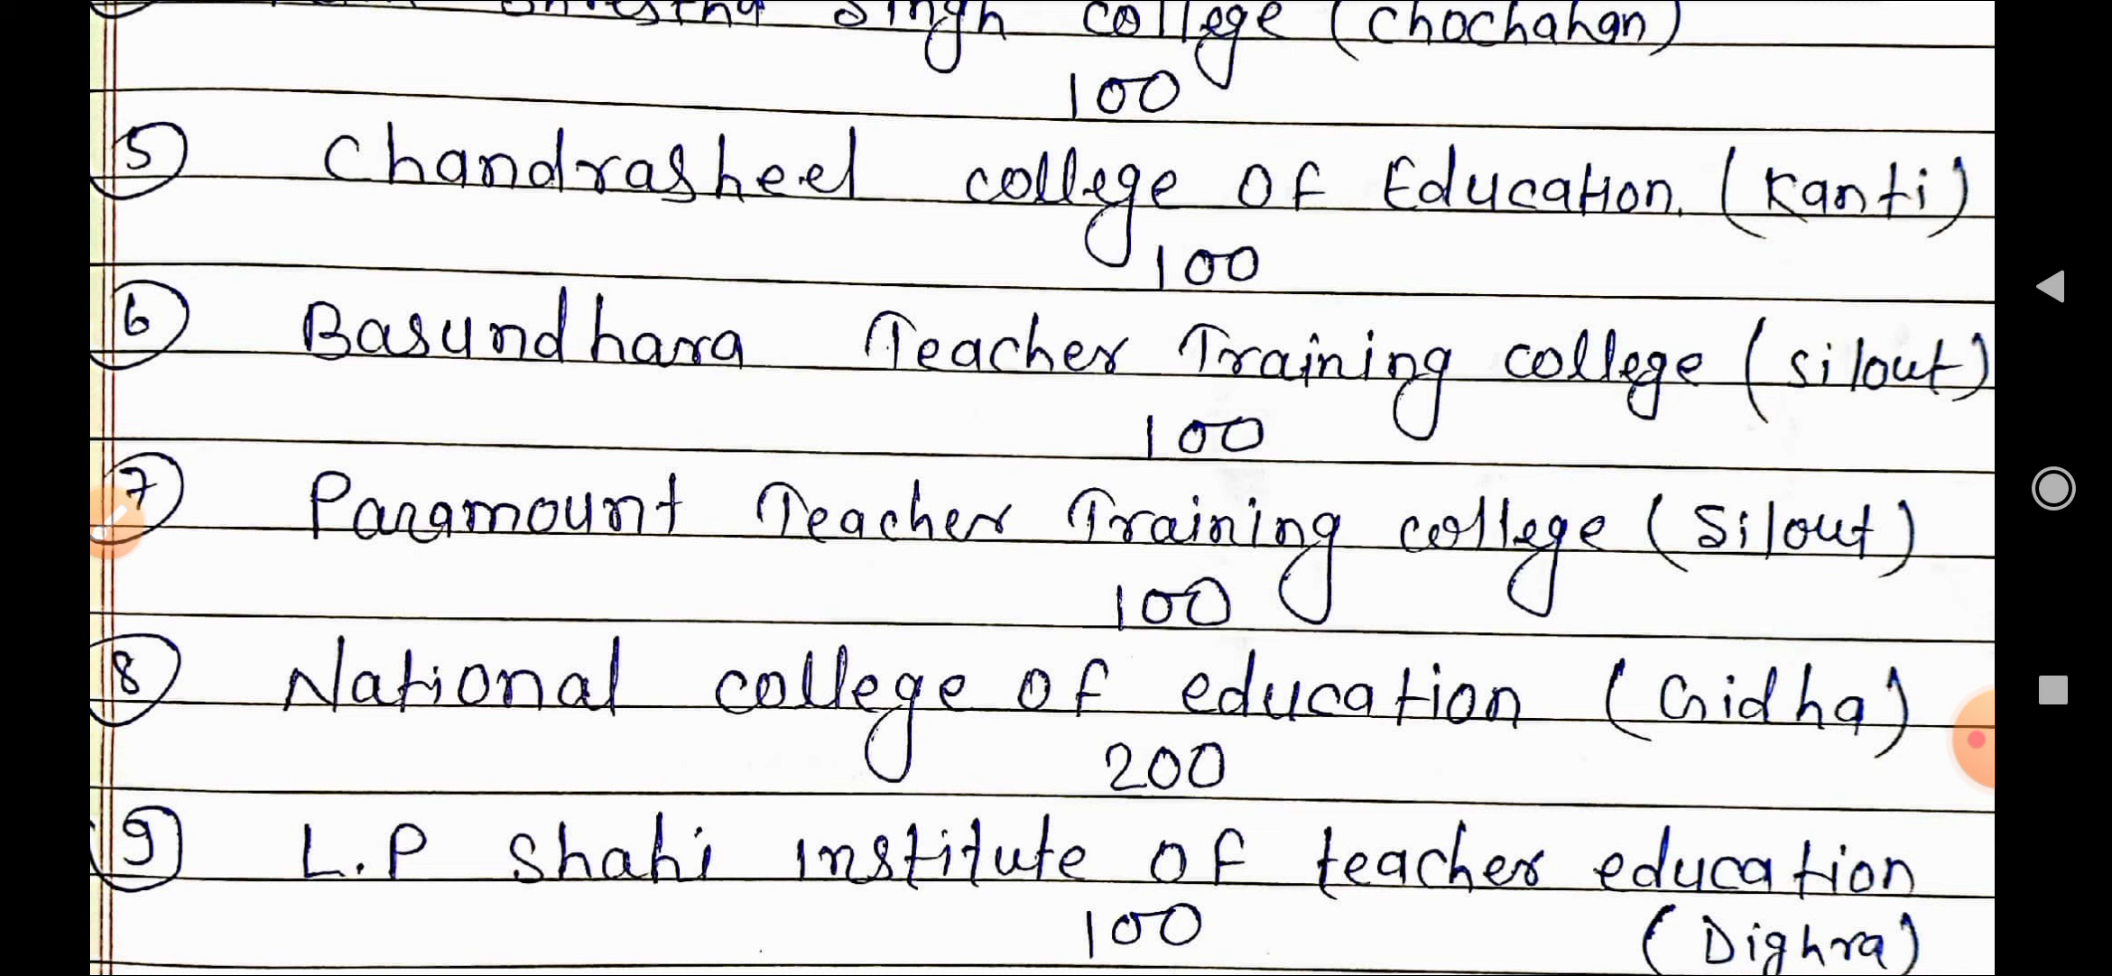 Singh college (Chochahan)
100
5 Chandrasheel college of Education. (Kanti)
100
6 Basundhara Teacher Training college (silout)
100
7 Paramount Teacher Training college (Silout)
100
8 National college of education (Gidha)
200
9 L.P Shahi institute of teacher education
100 (Dighra)